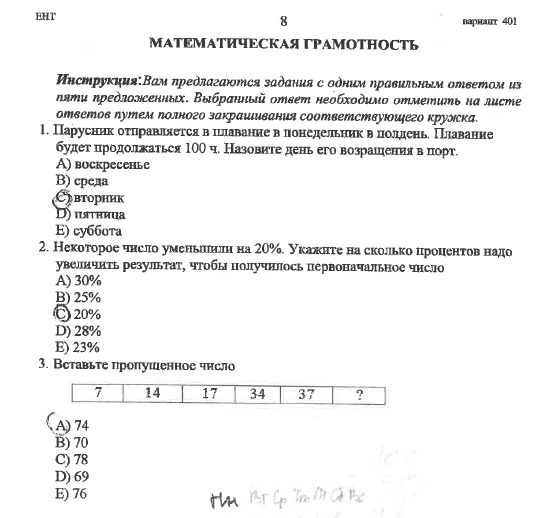 ЕНТ
8
вариант 401
МАТЕМАТИЧЕСКАЯ ГРАМОТНОСТЬ
Инструкция: Вам предлагаются задания с одним правильным ответом из
пяти предложенных. Выбранный ответ необходимо отметить на листе
ответов путем полного закрашивания соответствующего кружка.
1. Парусник отправляется в плавание в понедельник в полдень. Плавание
будет продолжаться 100 ч. Назовите день его возращения в порт.
A) воскресенье
B) среда
C) вторник
D) пятница
E) суббота
2. Некоторое число уменьшили на 20%. Укажите на сколько процентов надо
увеличить результат, чтобы получилось первоначальное число
A) 30%
B) 25%
C) 20%
D) 28%
E) 23%
3. Вставьте пропущенное число
7 14 17 34 37 ?
A) 74
B) 70
C) 78
D) 69
E) 76
Пн Вт Ср Чт Пт Сб Вс